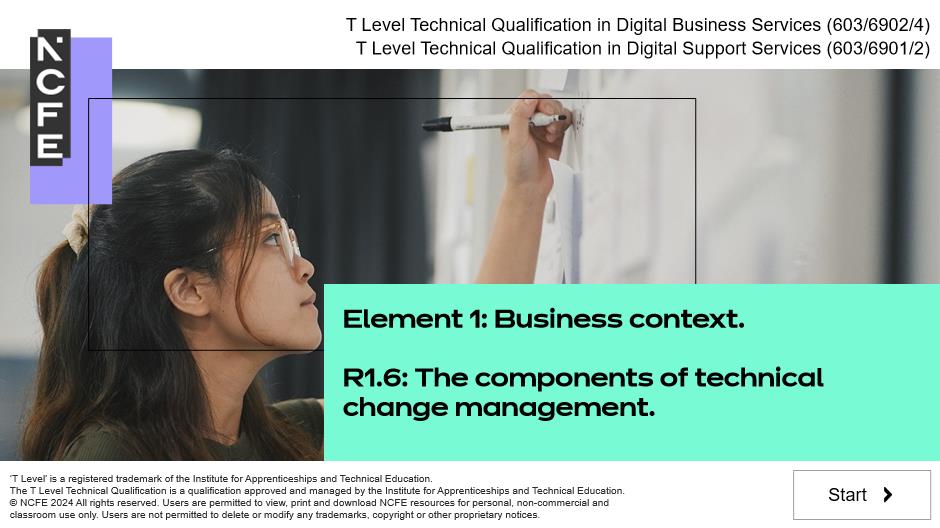 T Level Technical Qualification in Digital Business Services (603/6902/4)
T Level Technical Qualification in Digital Support Services (603/6901/2)
NCFE
Element 1: Business context.
R1.6: The components of technical
change management.
'T Level' is a registered trademark of the Institute for Apprenticeships and Technical Education.
The T Level Technical Qualification is a qualification approved and managed by the Institute for Apprenticeships and Technical Education.
© NCFE 2024 All rights reserved. Users are permitted to view, print and download NCFE resources for personal, non-commercial and
classroom use only. Users are not permitted to delete or modify any trademarks, copyright or other proprietary notices.
Start